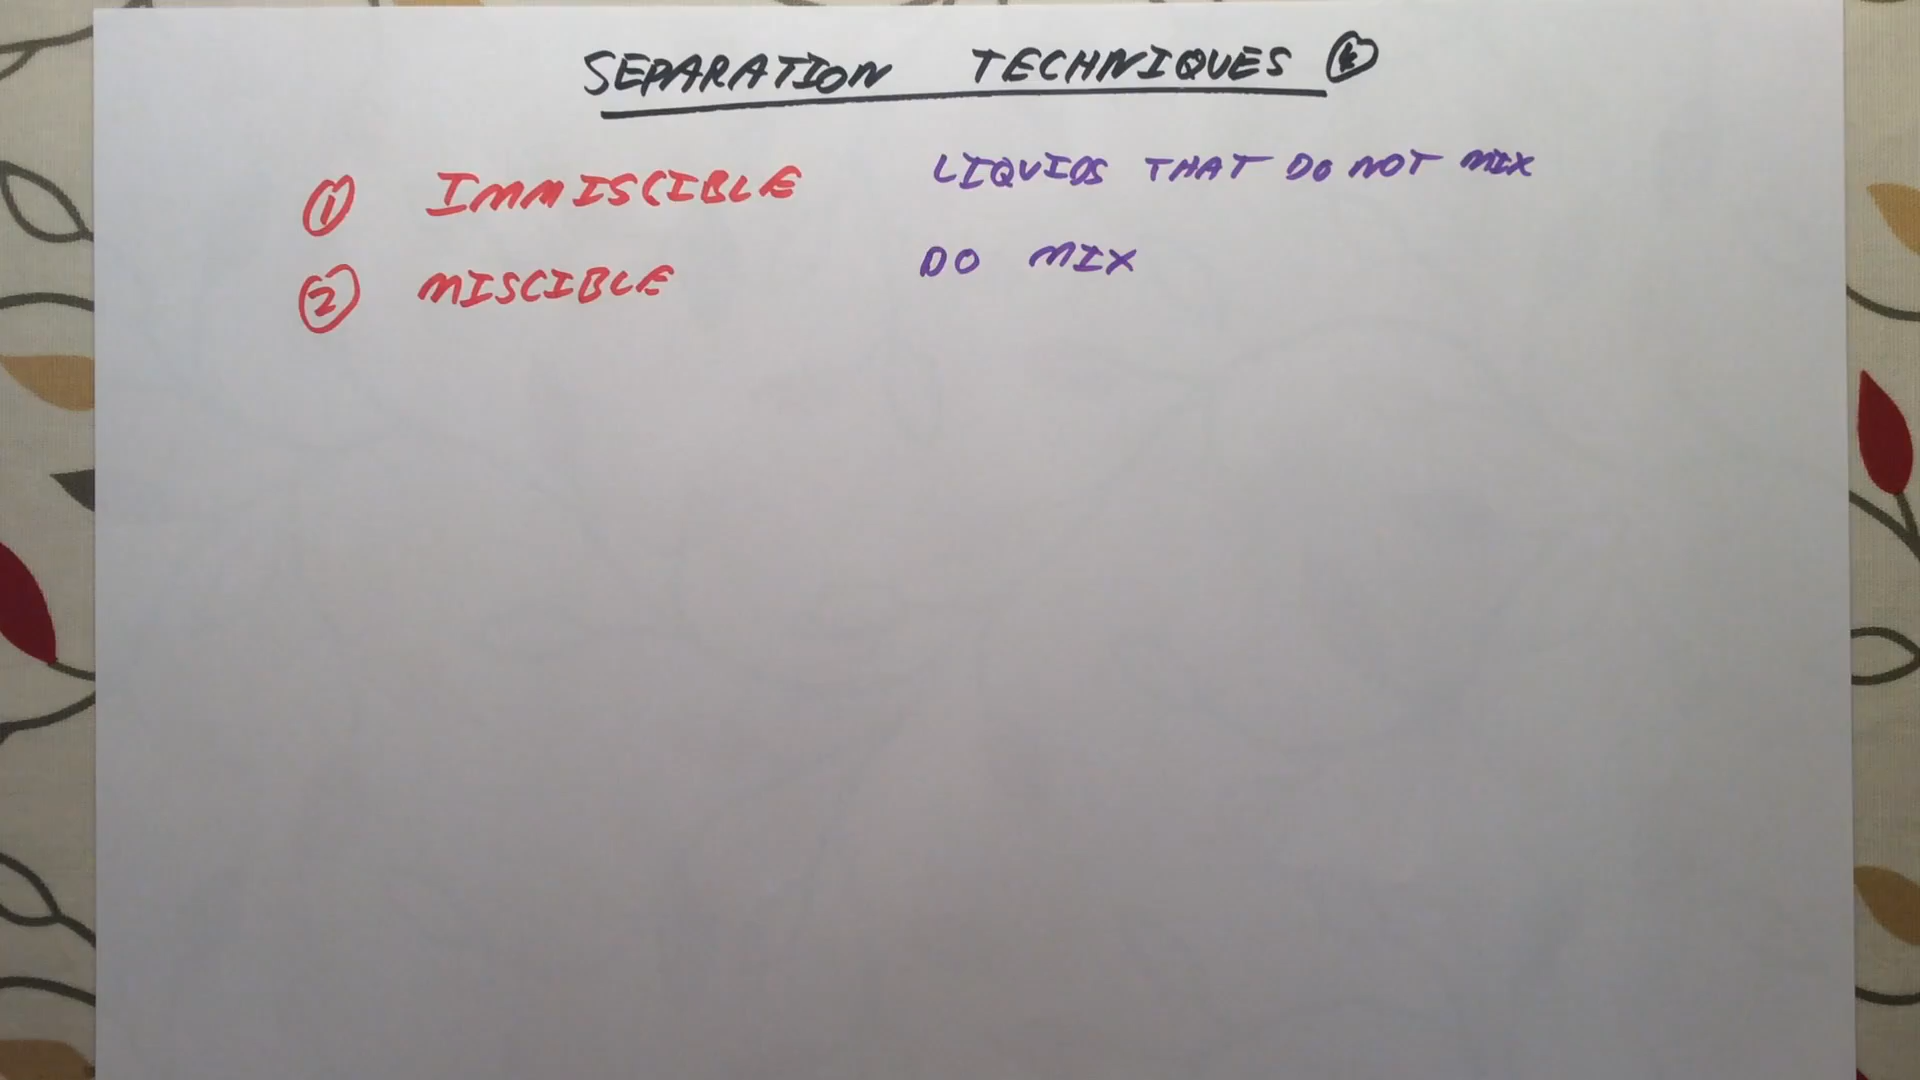 SEPARATION TECHNIQUES
① IMMISCIBLE LIQUIDS THAT DO NOT MIX
② MISCIBLE DO MIX